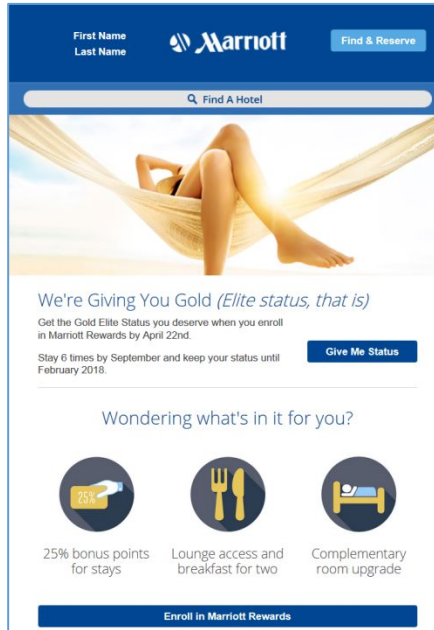 First Name
Last Name
Marriott
Find & Reserve
Find A Hotel
We're Giving You Gold (Elite status, that is)
Get the Gold Elite Status you deserve when you enroll
in Marriott Rewards by April 22nd.
Stay 6 times by September and keep your status until
February 2018.
Give Me Status
Wondering what's in it for you?
25%
25% bonus points
for stays
Lounge access and
breakfast for two
Complementary
room upgrade
Enroll in Marriott Rewards